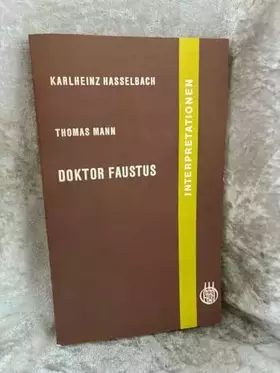 KARLHEINZ HASSELBACH
THOMAS MANN
DOKTOR FAUSTUS
INTERPRETATIONEN